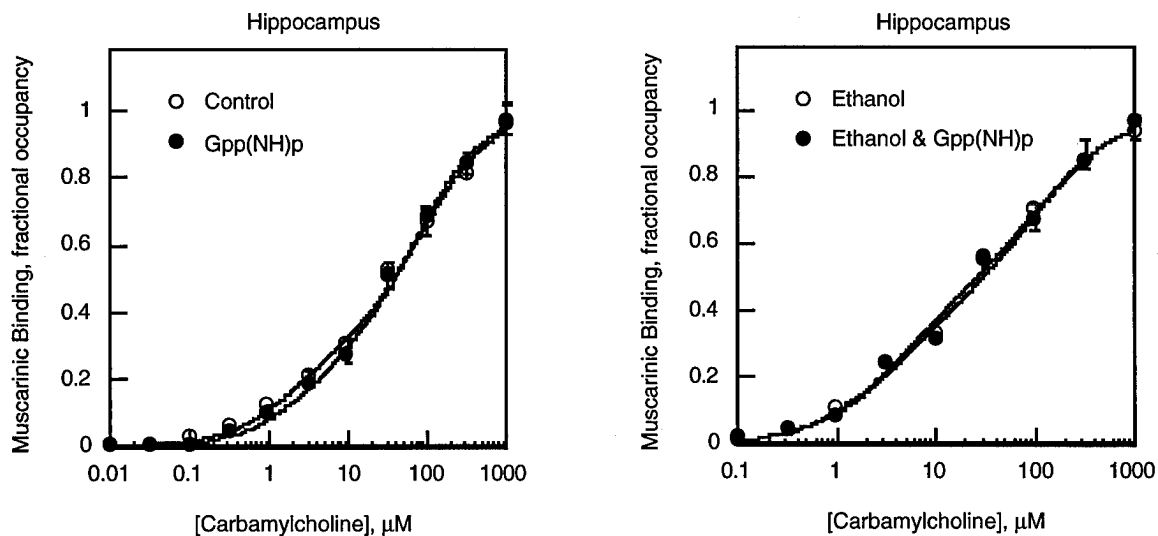 Hippocampus
Muscarinic Binding, fractional occupancy
1
0.8
0.6
0.4
0.2
0
Control
Gpp(NH)p
0.01 0.1 1 10 100 1000
[Carbamylcholine], μM
Hippocampus
Muscarinic Binding, fractional occupancy
1
0.8
0.6
0.4
0.2
0
Ethanol
Ethanol & Gpp(NH)p
0.1 1 10 100 1000
[Carbamylcholine], μM